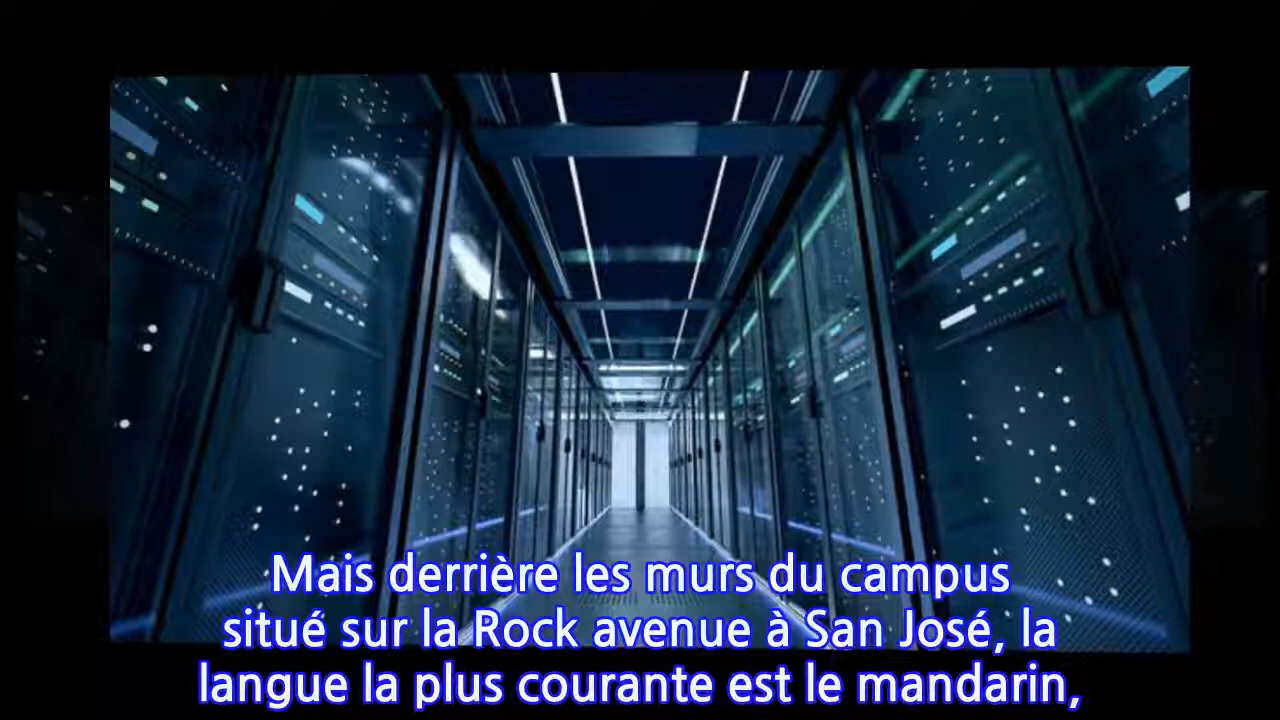 Mais derrière les murs du campus
situé sur la Rock avenue à San José, la
langue la plus courante est le mandarin,